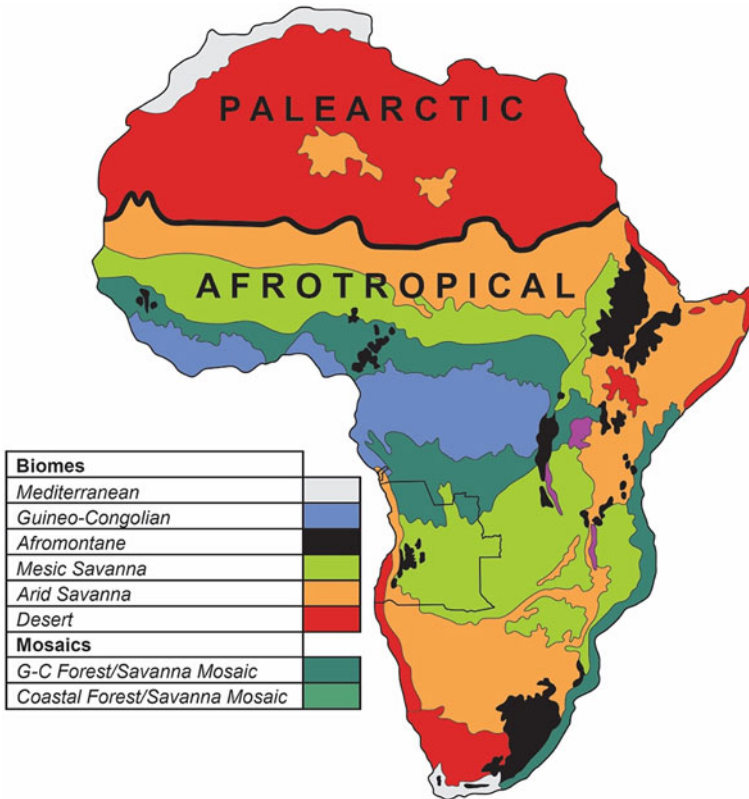 PALEARCTIC
AFROTROPICAL
Biomes
Mediterranean
Guineo-Congolian
Afromontane
Mesic Savanna
Arid Savanna
Desert
Mosaics
G-C Forest/Savanna Mosaic
Coastal Forest/Savanna Mosaic